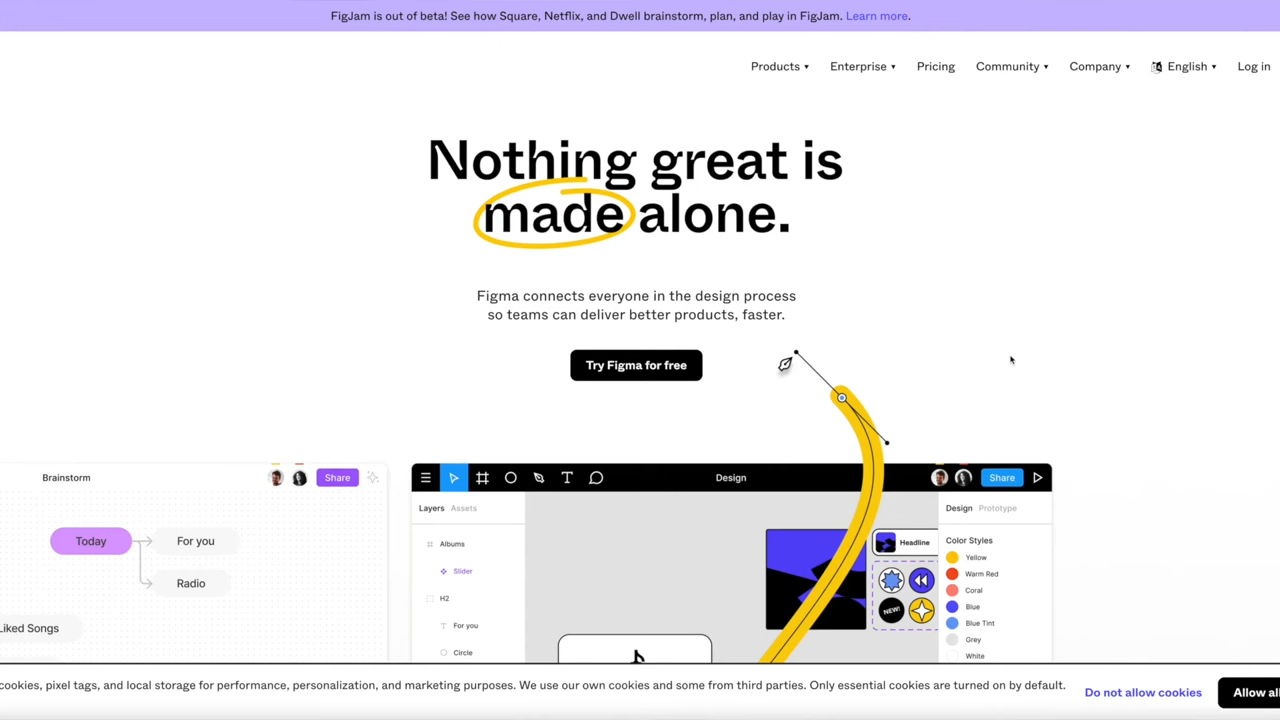 FigJam is out of beta! See how Square, Netflix, and Dwell brainstorm, plan, and play in FigJam. Learn more.
Products Enterprise Pricing Community Company English Log in
Nothing great is
made alone.
Figma connects everyone in the design process
so teams can deliver better products, faster.
Try Figma for free
Brainstorm Share
Today For you
Radio
Liked Songs
Design Share
Layers Assets
Albums
Slider
H2
For you
Circle
Headline
NEW!
Design Prototype
Color Styles
Yellow
Warm Red
Coral
Blue
Blue Tint
Grey
White
cookies, pixel tags, and local storage for performance, personalization, and marketing purposes. We use our own cookies and some from third parties. Only essential cookies are turned on by default.
Do not allow cookies
Allow al